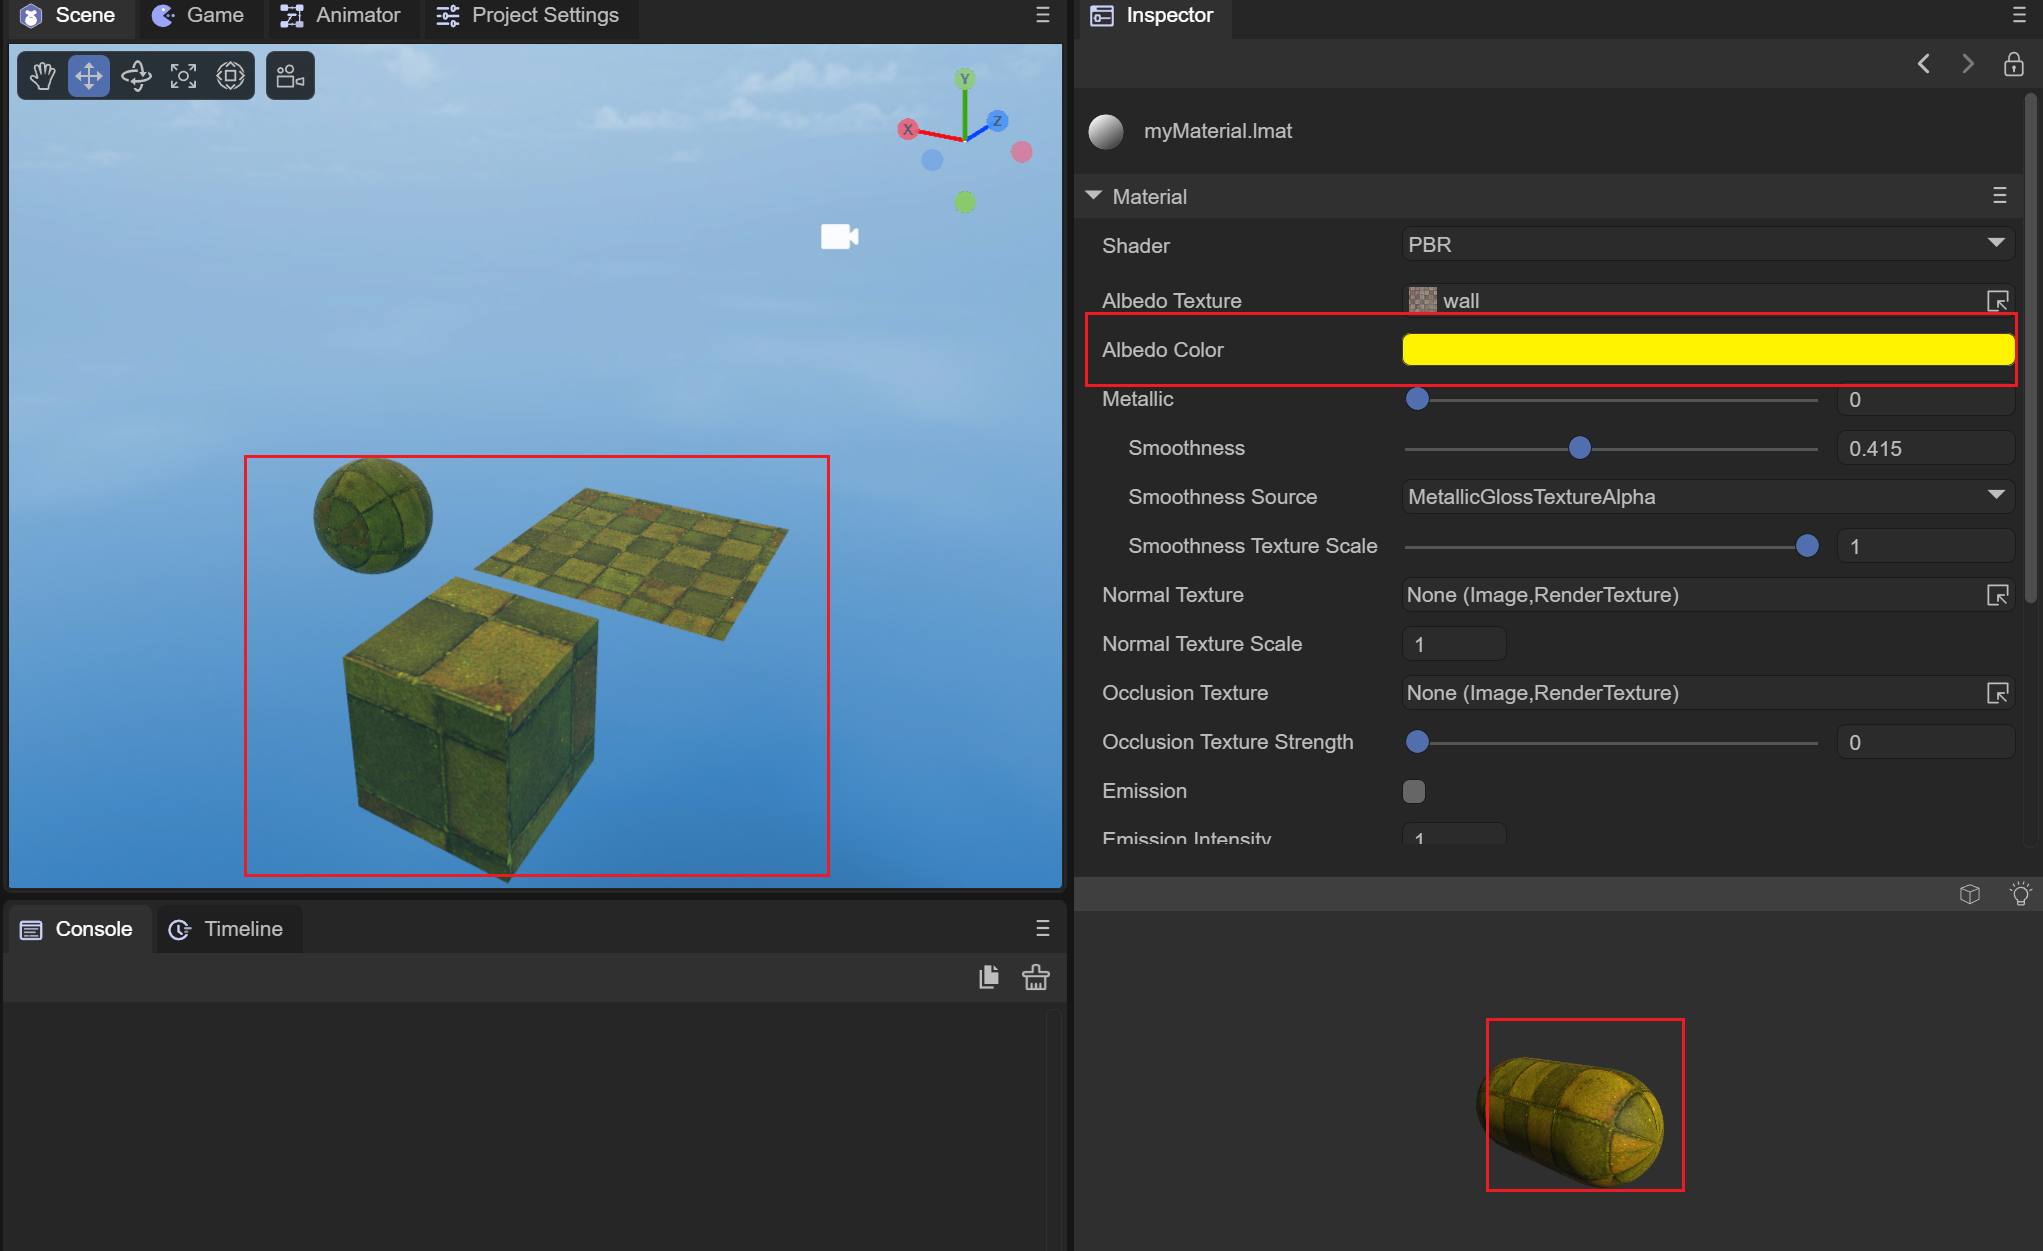 Scene
Game
Animator
Project Settings
Y
X
Z
Console
Timeline
Inspector
myMaterial.lmat
Material
Shader
PBR
Albedo Texture
wall
Albedo Color
Metallic
0
Smoothness
0.415
Smoothness Source
MetallicGlossTextureAlpha
Smoothness Texture Scale
1
Normal Texture
None (Image,RenderTexture)
Normal Texture Scale
1
Occlusion Texture
None (Image,RenderTexture)
Occlusion Texture Strength
0
Emission
Emission Intensity
1